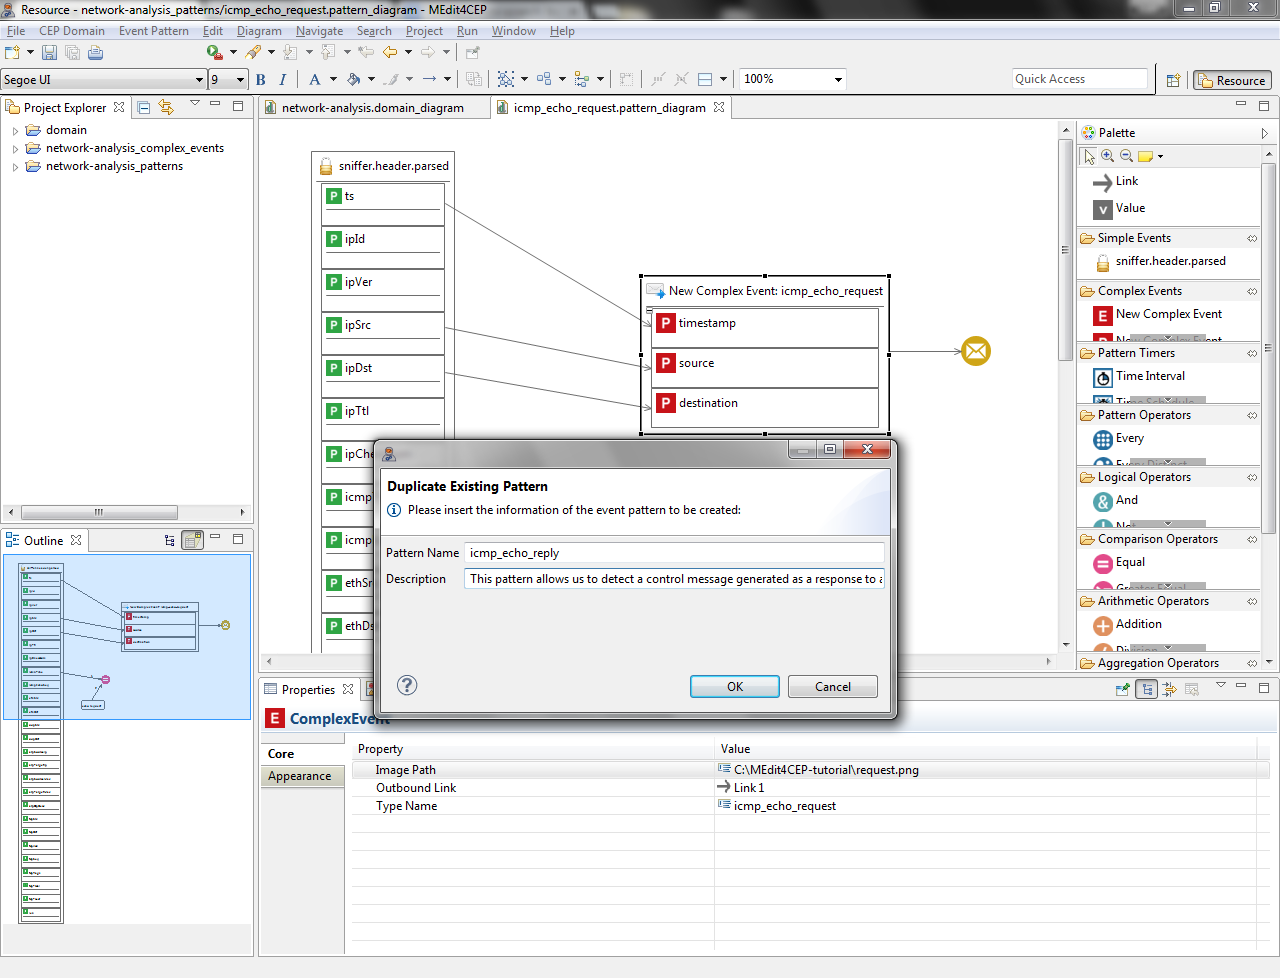 Resource - network-analysis_patterns/icmp_echo_request.pattern_diagram - MEdit4CEP
File CEP Domain Event Pattern Edit Diagram Navigate Search Project Run Window Help
Segoe UI 9 B I A 100% Quick Access Resource
Project Explorer
domain
network-analysis_complex_events
network-analysis_patterns
Outline
network-analysis.domain_diagram
icmp_echo_request.pattern_diagram
sniffer.header.parsed
P ts
P ipId
P ipVer
P ipSrc
P ipDst
P ipTtl
P ipChe
P icmp
P icmp
P ethSr
P ethDs
New Complex Event: icmp_echo_request
P timestamp
P source
P destination
Duplicate Existing Pattern
Please insert the information of the event pattern to be created:
Pattern Name icmp_echo_reply
Description This pattern allows us to detect a control message generated as a response to a
OK Cancel
Palette
Link
Value
Simple Events
sniffer.header.parsed
Complex Events
E New Complex Event
Pattern Timers
Time Interval
Pattern Operators
Every
Logical Operators
And
Comparison Operators
Equal
Arithmetic Operators
Addition
Aggregation Operators
Properties
E ComplexEvent
Core
Appearance
Property Value
Image Path C:\MEdit4CEP-tutorial\request.png
Outbound Link Link 1
Type Name icmp_echo_request